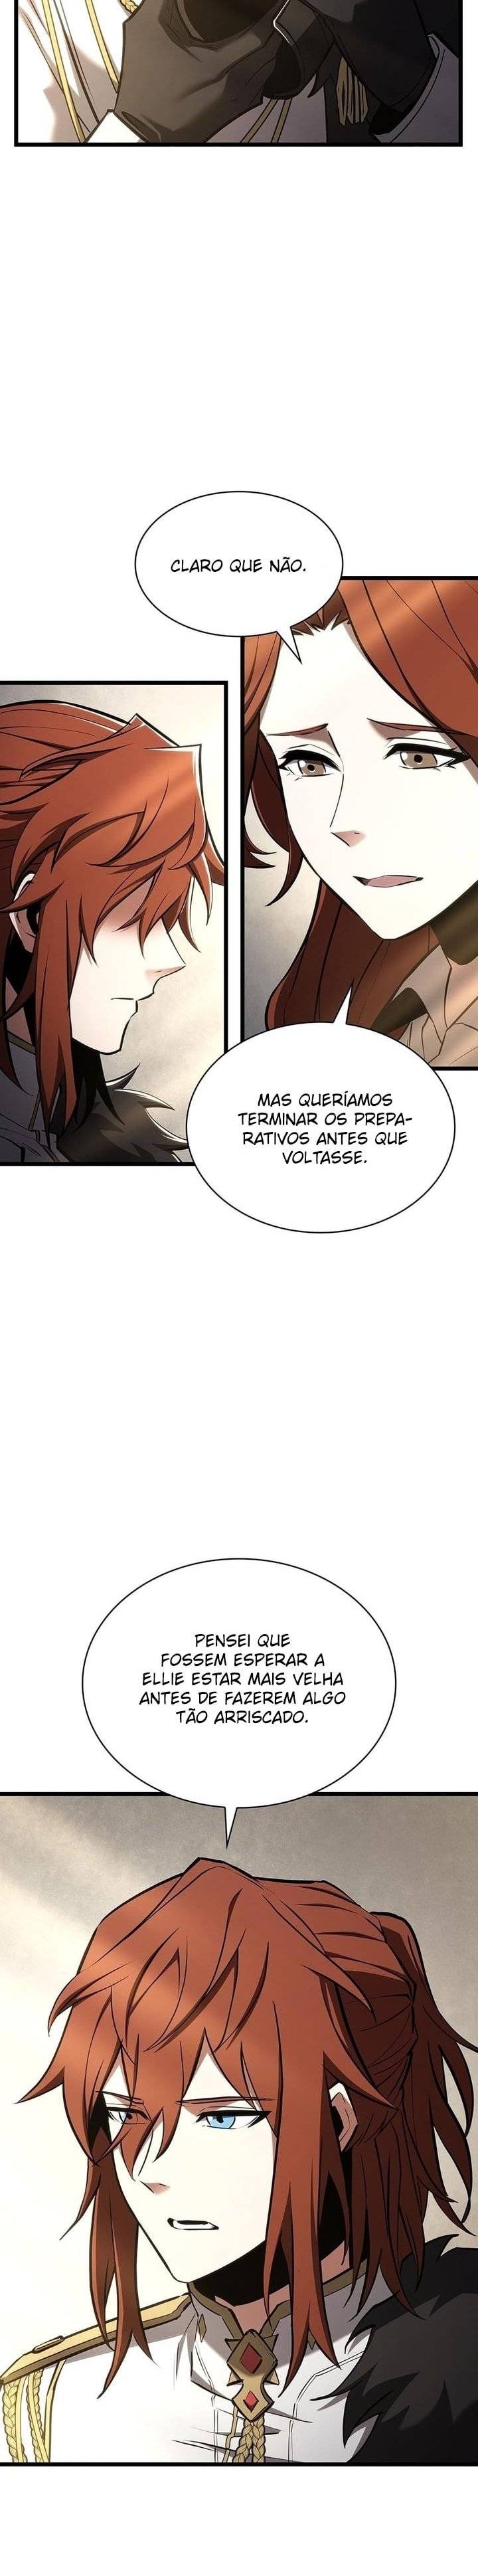 CLARO QUE NÃO.
MAS QUERÍAMOS
TERMINAR OS PREPA-
RATIVOS ANTES QUE
VOLTASSE.
PENSEI QUE
FOSSEM ESPERAR A
ELLIE ESTAR MAIS VELHA
ANTES DE FAZEREM ALGO
TÃO ARRISCADO.